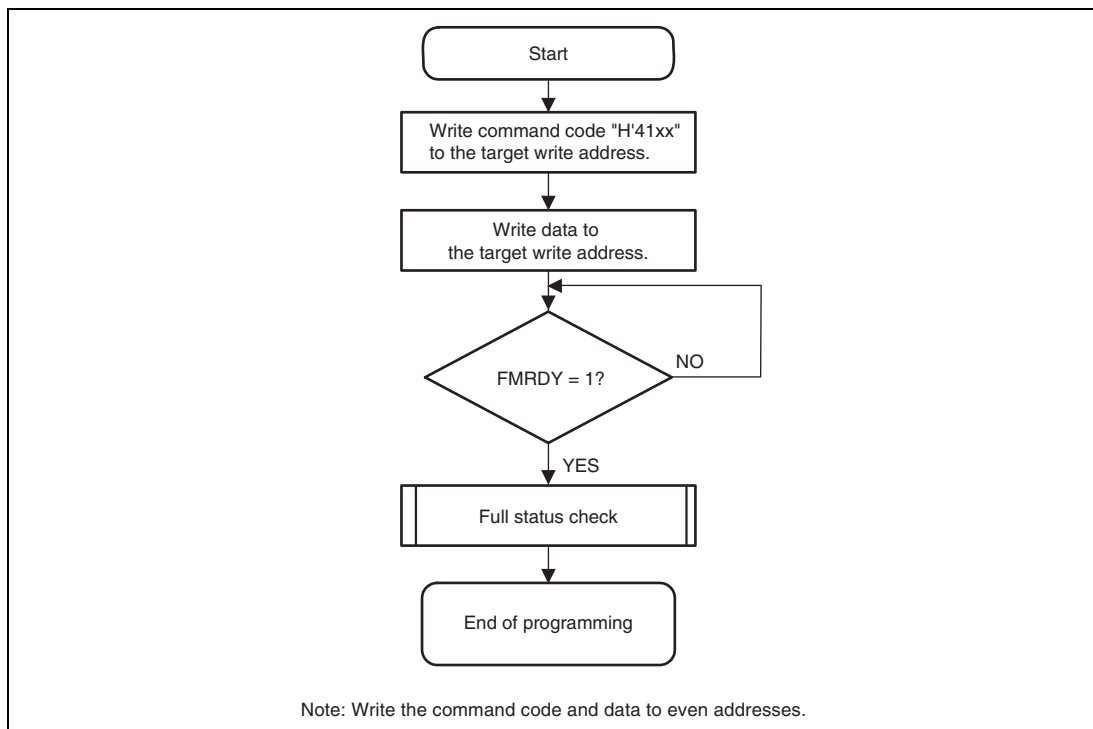 Start
Write command code "H'41xx"
to the target write address.
Write data to
the target write address.
FMRDY = 1?
NO
YES
Full status check
End of programming
Note: Write the command code and data to even addresses.